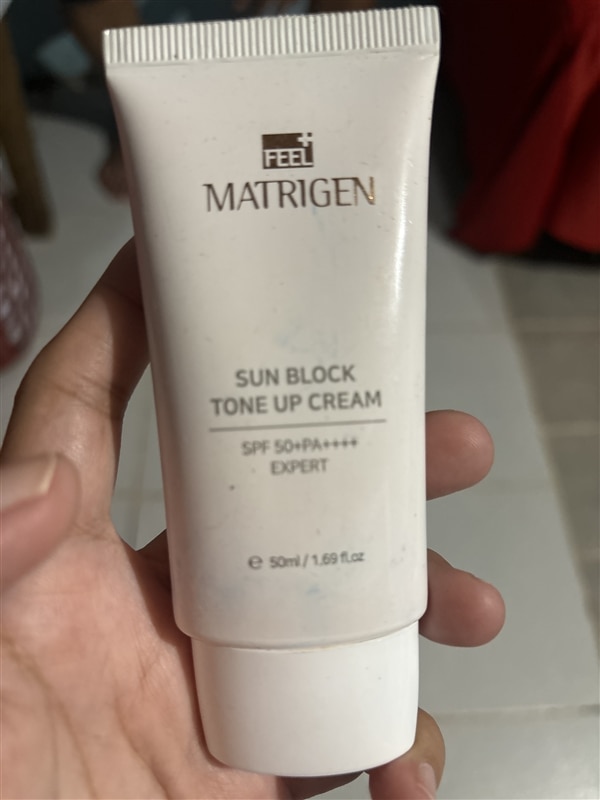 FEEL+
MATRIGEN
SUN BLOCK
TONE UP CREAM
SPF 50+PA++++
EXPERT
℮ 50ml / 1.69 fl.oz